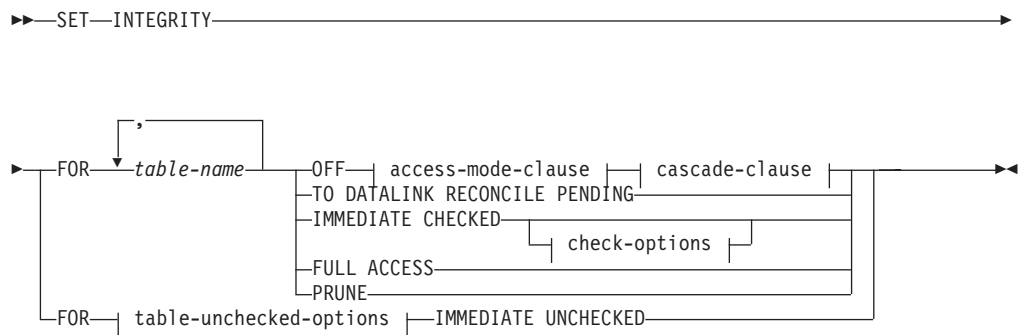 SET INTEGRITY
,
FOR table-name OFF access-mode-clause cascade-clause
TO DATALINK RECONCILE PENDING
IMMEDIATE CHECKED
check-options
FULL ACCESS
PRUNE
FOR table-unchecked-options IMMEDIATE UNCHECKED